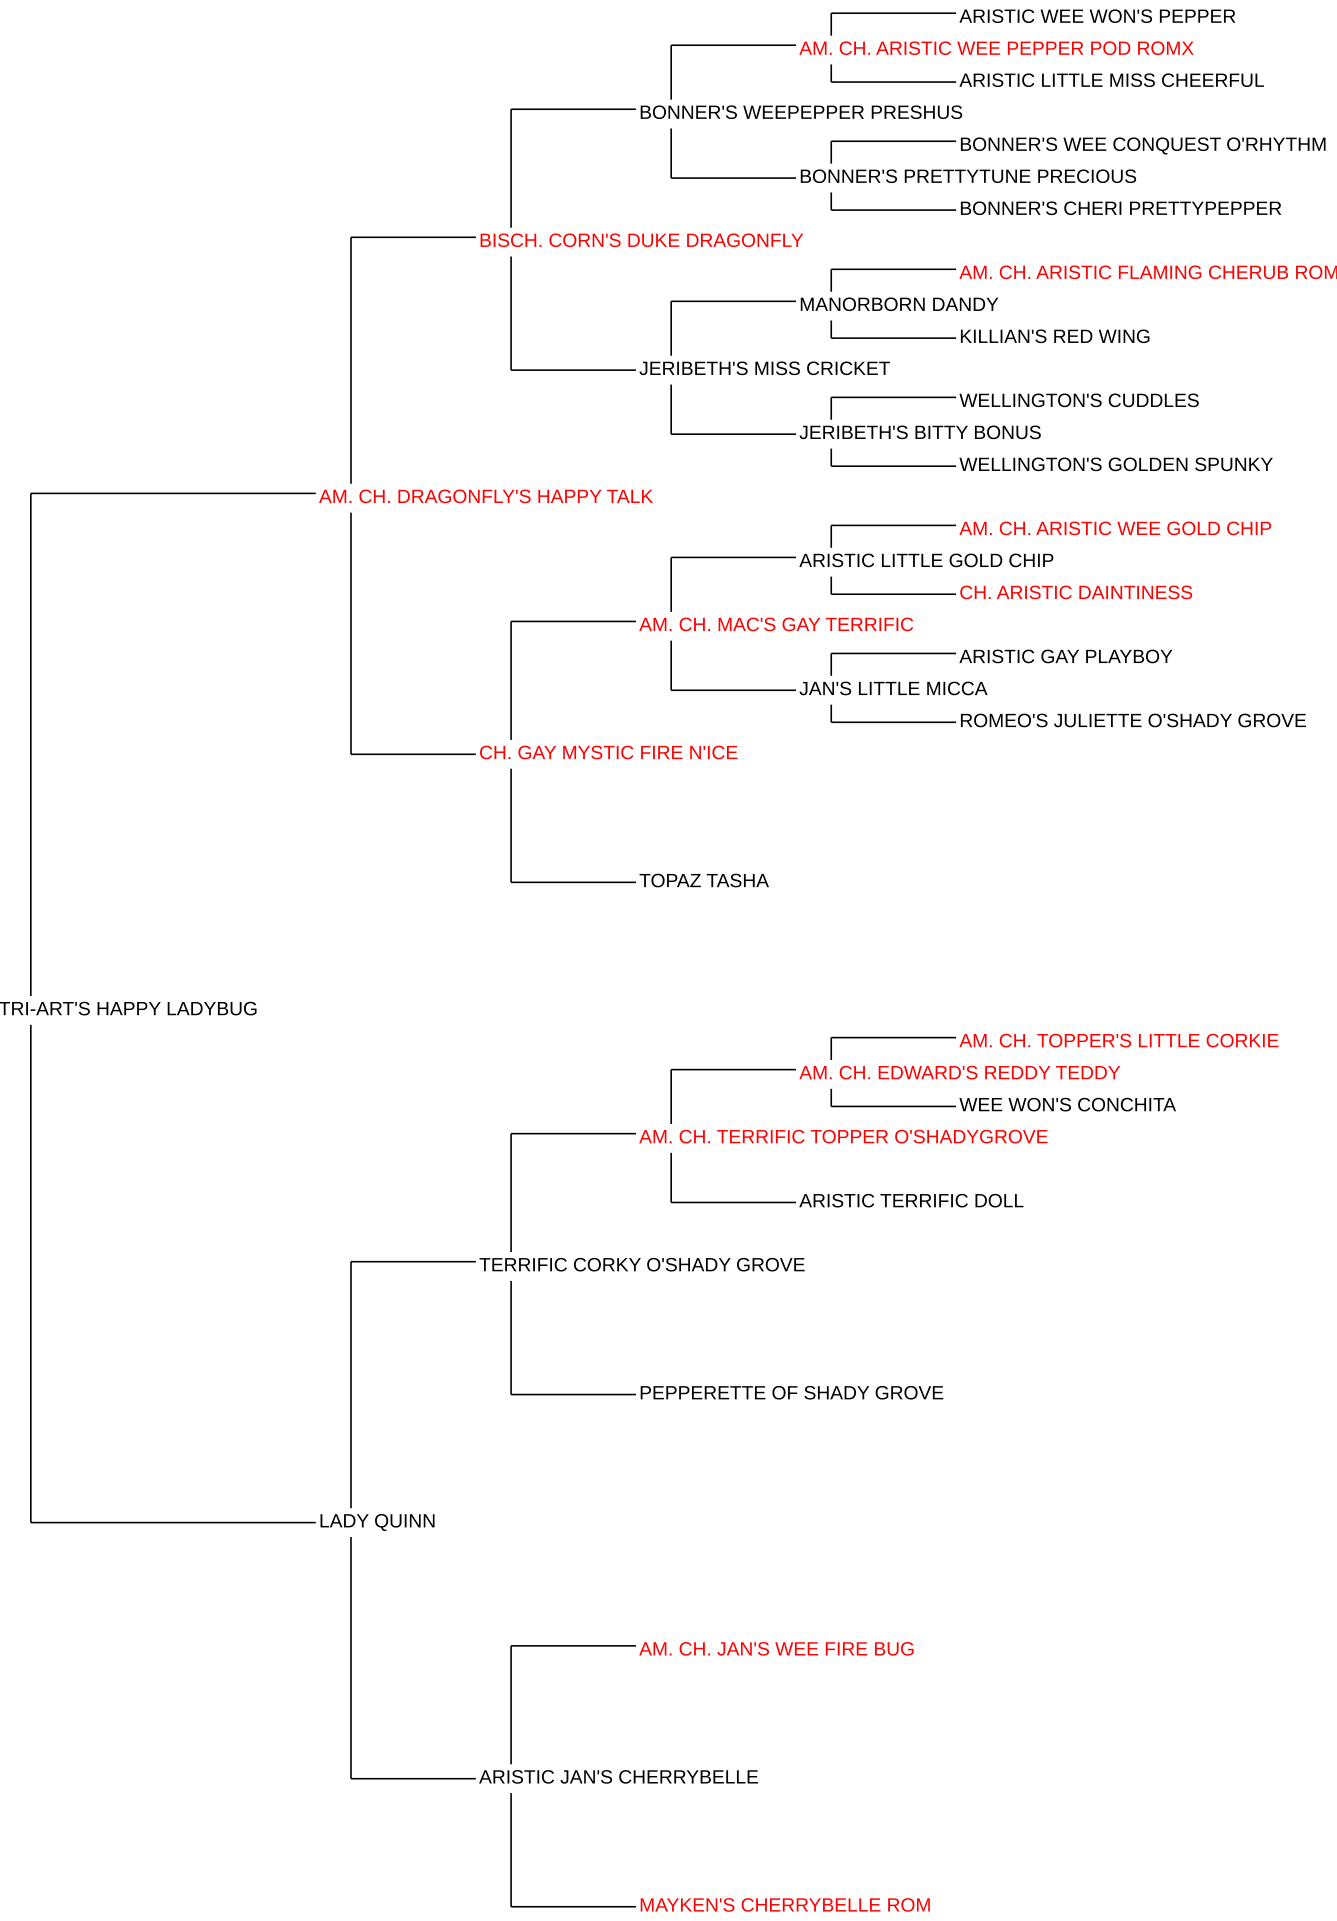 ARISTIC WEE WON'S PEPPER
AM. CH. ARISTIC WEE PEPPER POD ROMX
ARISTIC LITTLE MISS CHEERFUL
BONNER'S WEEPEPPER PRESHUS
BONNER'S WEE CONQUEST O'RHYTHM
BONNER'S PRETTYTUNE PRECIOUS
BONNER'S CHERI PRETTYPEPPER
BISCH. CORN'S DUKE DRAGONFLY
AM. CH. ARISTIC FLAMING CHERUB ROM
MANORBORN DANDY
KILLIAN'S RED WING
JERIBETH'S MISS CRICKET
WELLINGTON'S CUDDLES
JERIBETH'S BITTY BONUS
WELLINGTON'S GOLDEN SPUNKY
AM. CH. DRAGONFLY'S HAPPY TALK
AM. CH. ARISTIC WEE GOLD CHIP
ARISTIC LITTLE GOLD CHIP
CH. ARISTIC DAINTINESS
AM. CH. MAC'S GAY TERRIFIC
ARISTIC GAY PLAYBOY
JAN'S LITTLE MICCA
ROMEO'S JULIETTE O'SHADY GROVE
CH. GAY MYSTIC FIRE N'ICE
TOPAZ TASHA
TRI-ART'S HAPPY LADYBUG
AM. CH. TOPPER'S LITTLE CORKIE
AM. CH. EDWARD'S REDDY TEDDY
WEE WON'S CONCHITA
AM. CH. TERRIFIC TOPPER O'SHADYGROVE
ARISTIC TERRIFIC DOLL
TERRIFIC CORKY O'SHADY GROVE
PEPPERETTE OF SHADY GROVE
LADY QUINN
AM. CH. JAN'S WEE FIRE BUG
ARISTIC JAN'S CHERRYBELLE
MAYKEN'S CHERRYBELLE ROM